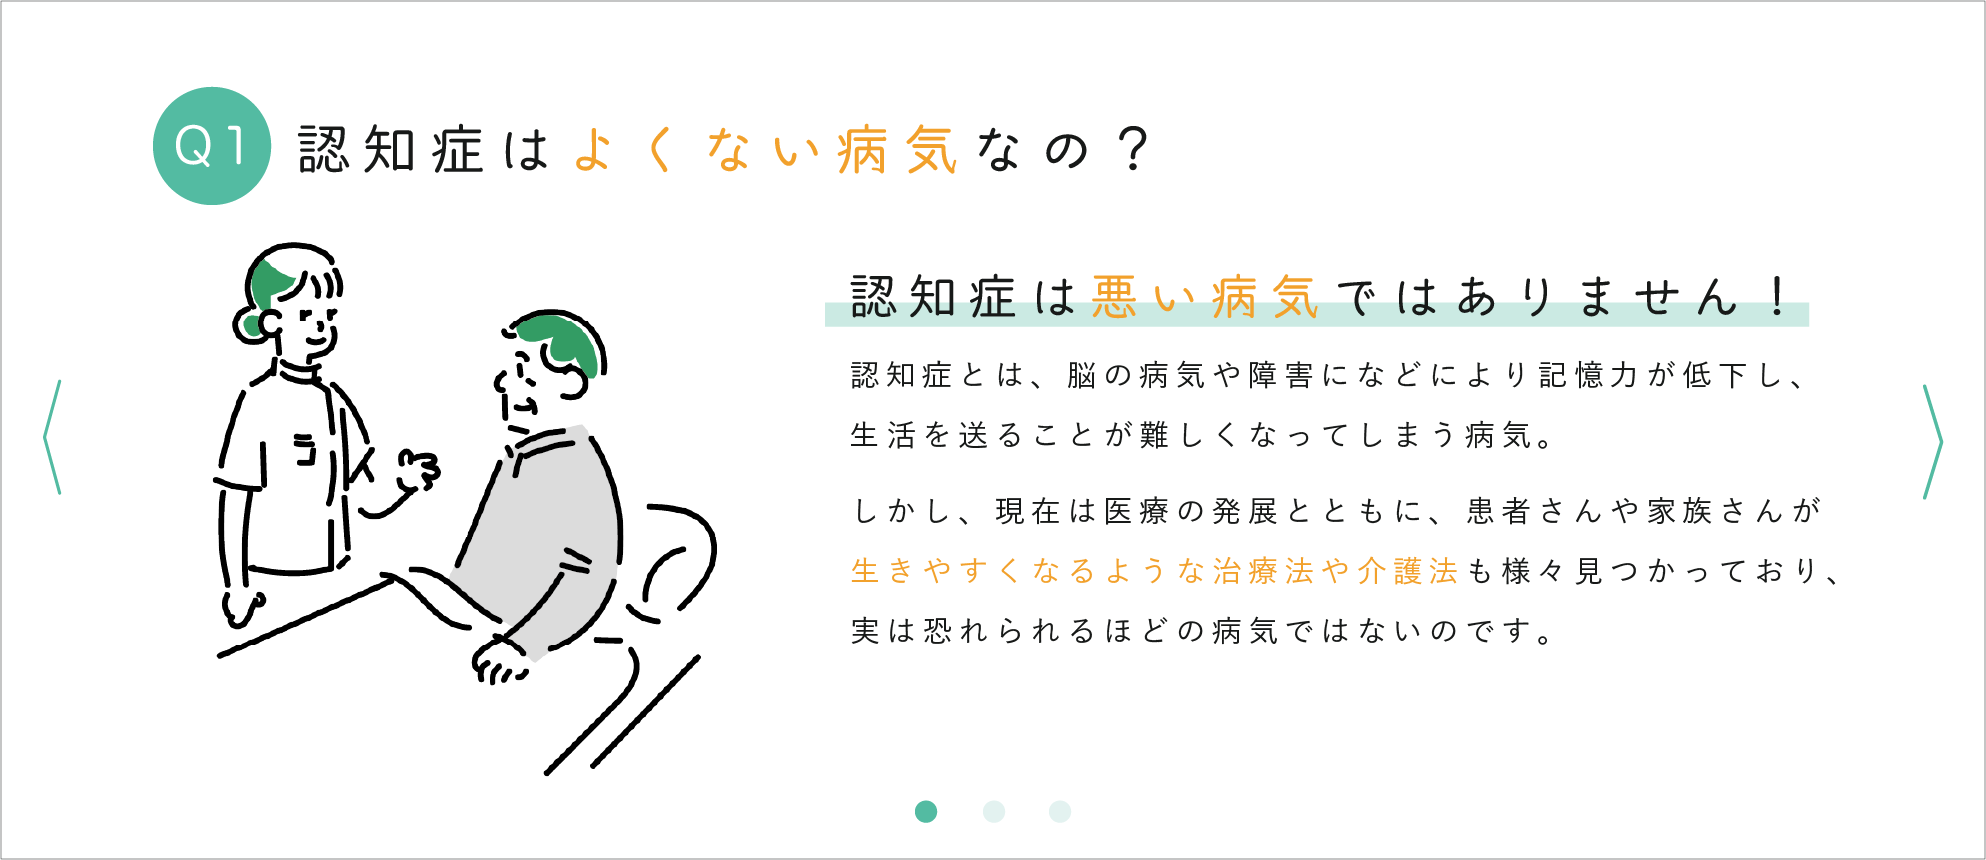 Q1 認知症はよくない病気なの？
認知症は悪い病気ではありません！
認知症とは、脳の病気や障害になどにより記憶力が低下し、
生活を送ることが難しくなってしまう病気。
しかし、現在は医療の発展とともに、患者さんや家族さんが
生きやすくなるような治療法や介護法も様々見つかっており、
実は恐れられるほどの病気ではないのです。